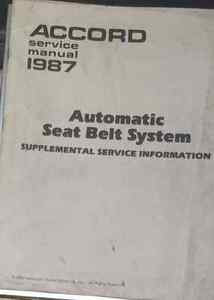 ACCORD
service
manual
1987
Automatic
Seat Belt System
SUPPLEMENTAL SERVICE INFORMATION